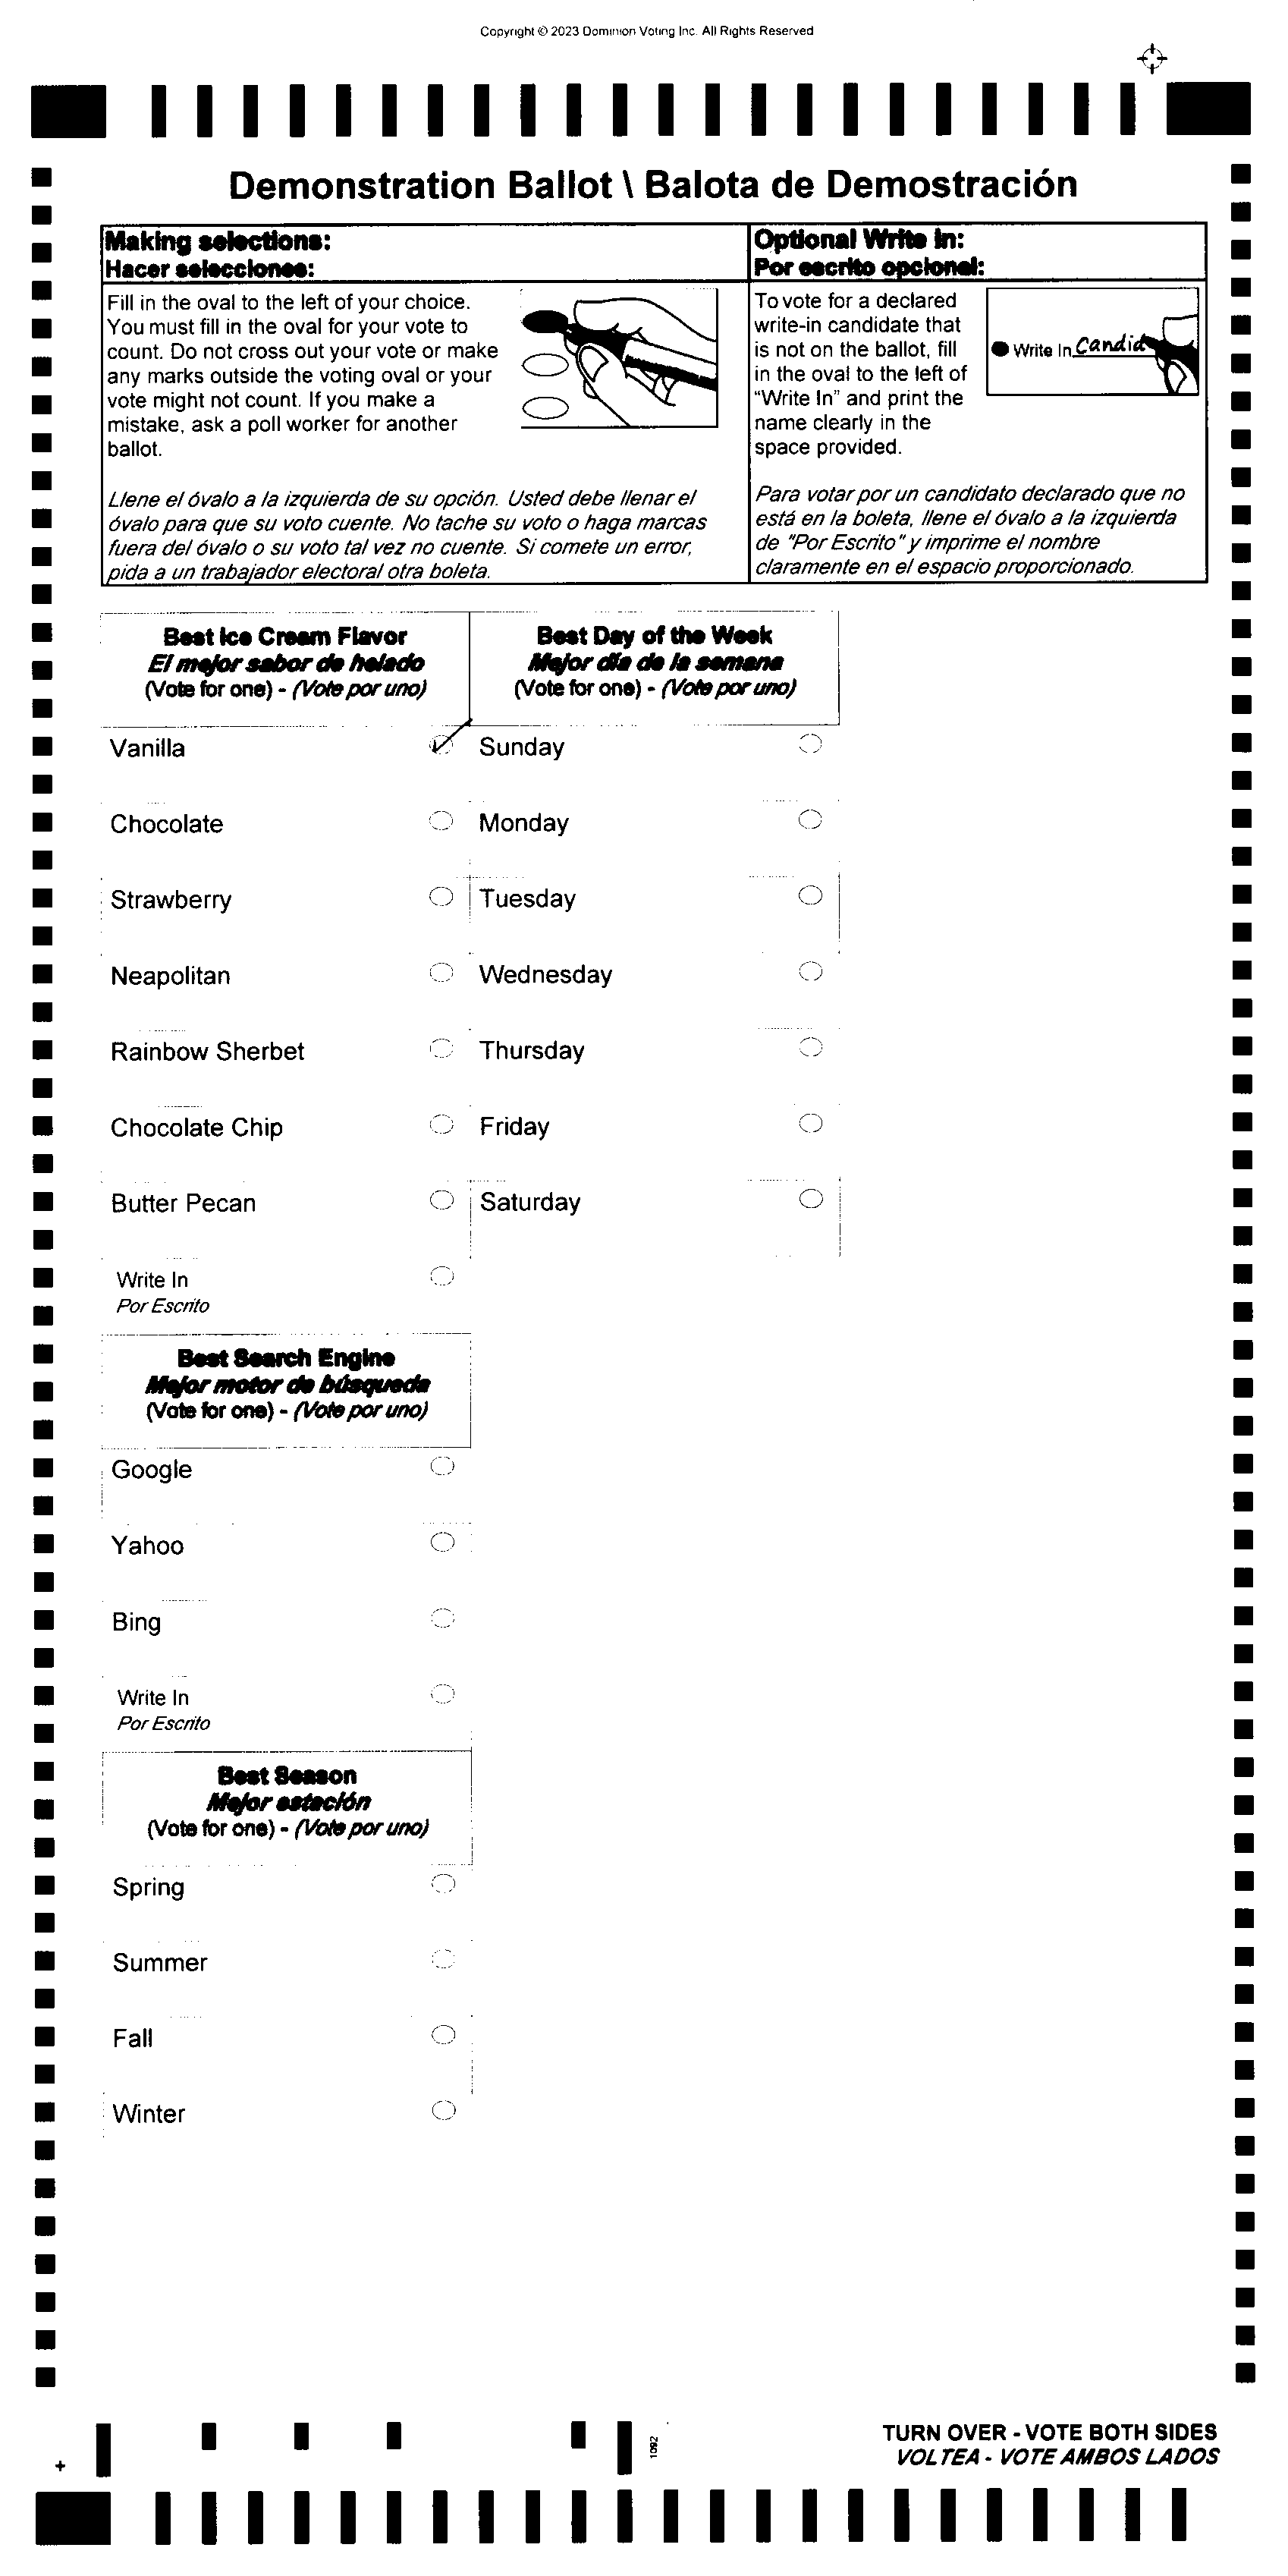 Copyright © 2023 Dominion Voting Inc. All Rights Reserved
Demonstration Ballot \ Balota de Demostración
Making selections:
Hacer selecciones:
Fill in the oval to the left of your choice.
You must fill in the oval for your vote to
count. Do not cross out your vote or make
any marks outside the voting oval or your
vote might not count. If you make a
mistake, ask a poll worker for another
ballot.
Llene el óvalo a la izquierda de su opción. Usted debe llenar el
óvalo para que su voto cuente. No tache su voto o haga marcas
fuera del óvalo o su voto tal vez no cuente. Si comete un error,
pida a un trabajador electoral otra boleta.
Optional Write in:
Por escrito opcional:
To vote for a declared
write-in candidate that
is not on the ballot, fill
in the oval to the left of
"Write In" and print the
name clearly in the
space provided.
Write In Candid
Para votar por un candidato declarado que no
está en la boleta, llene el óvalo a la izquierda
de "Por Escrito" y imprime el nombre
claramente en el espacio proporcionado.
Best Ice Cream Flavor
El mejor sabor de helado
(Vote for one) - (Vote por uno)
Vanilla
Chocolate
Strawberry
Neapolitan
Rainbow Sherbet
Chocolate Chip
Butter Pecan
Write In
Por Escrito
Best Search Engine
Mejor motor de búsqueda
(Vote for one) - (Vote por uno)
Google
Yahoo
Bing
Write In
Por Escrito
Best Season
Mejor estación
(Vote for one) - (Vote por uno)
Spring
Summer
Fall
Winter
Best Day of the Week
Mejor día de la semana
(Vote for one) - (Vote por uno)
Sunday
Monday
Tuesday
Wednesday
Thursday
Friday
Saturday
1092
TURN OVER - VOTE BOTH SIDES
VOLTEA - VOTE AMBOS LADOS